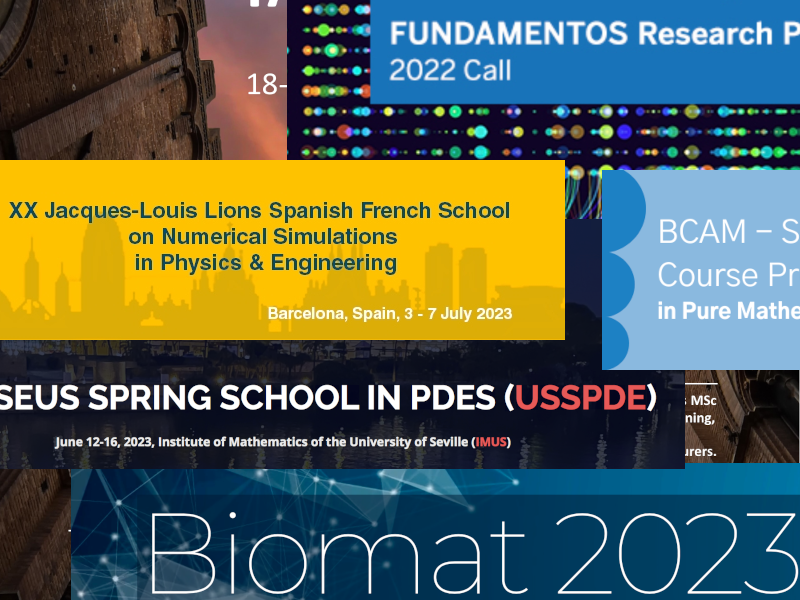 18-
FUNDAMENTOS Research
2022 Call
XX Jacques-Louis Lions Spanish French School
on Numerical Simulations
in Physics & Engineering
Barcelona, Spain, 3 - 7 July 2023
BCAM –
Course
in Pure
SEUS SPRING SCHOOL IN PDES (USSPDE)
June 12-16, 2023, Institute of Mathematics of the University of Seville (IMUS)
MSc
ning,
urers.
Biomat 2023